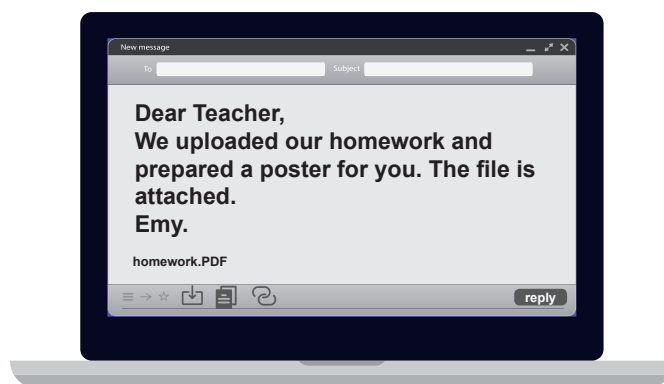 New message
To Subject
Dear Teacher,
We uploaded our homework and
prepared a poster for you. The file is
attached.
Emy.
homework.PDF
reply